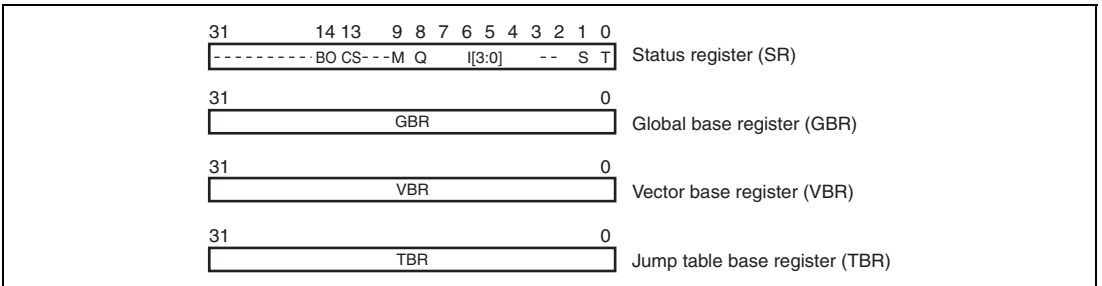 31 14 13 9 8 7 6 5 4 3 2 1 0
---------- BO CS---M Q I[3:0] -- S T Status register (SR)
31 0
GBR Global base register (GBR)
31 0
VBR Vector base register (VBR)
31 0
TBR Jump table base register (TBR)